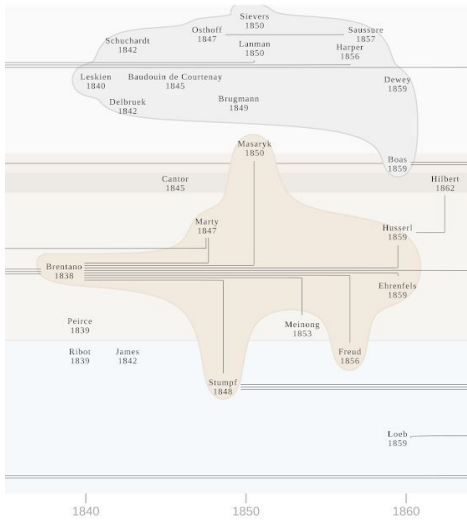 Sievers
1850
Osthoff
1847
Saussure
1857
Schuchardt
1842
Lanman
1850
Harper
1856
Leskien
1840
Baudouin de Courtenay
1845
Dewey
1859
Delbruek
1842
Brugmann
1849
Masaryk
1850
Boas
1859
Cantor
1845
Hilbert
1862
Marty
1847
Husserl
1859
Brentano
1838
Ehrenfels
1859
Peirce
1839
Meinong
1853
Ribot
1839
James
1842
Freud
1856
Stumpf
1848
Loeb
1859
1840
1850
1860